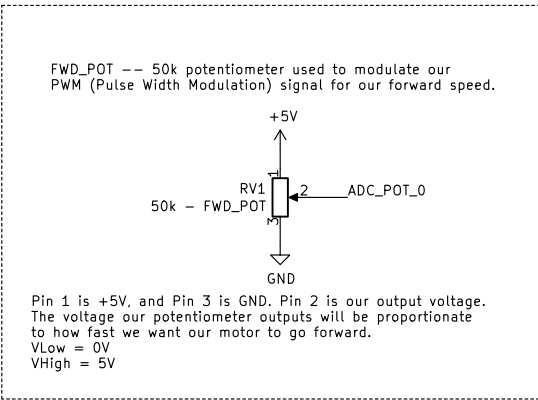 FWD_POT -- 50k potentiometer used to modulate our
PWM (Pulse Width Modulation) signal for our forward speed.
+5V
1
RV1
2
ADC_POT_0
50k - FWD_POT
3
GND
Pin 1 is +5V, and Pin 3 is GND. Pin 2 is our output voltage.
The voltage our potentiometer outputs will be proportionate
to how fast we want our motor to go forward.
VLow = 0V
VHigh = 5V